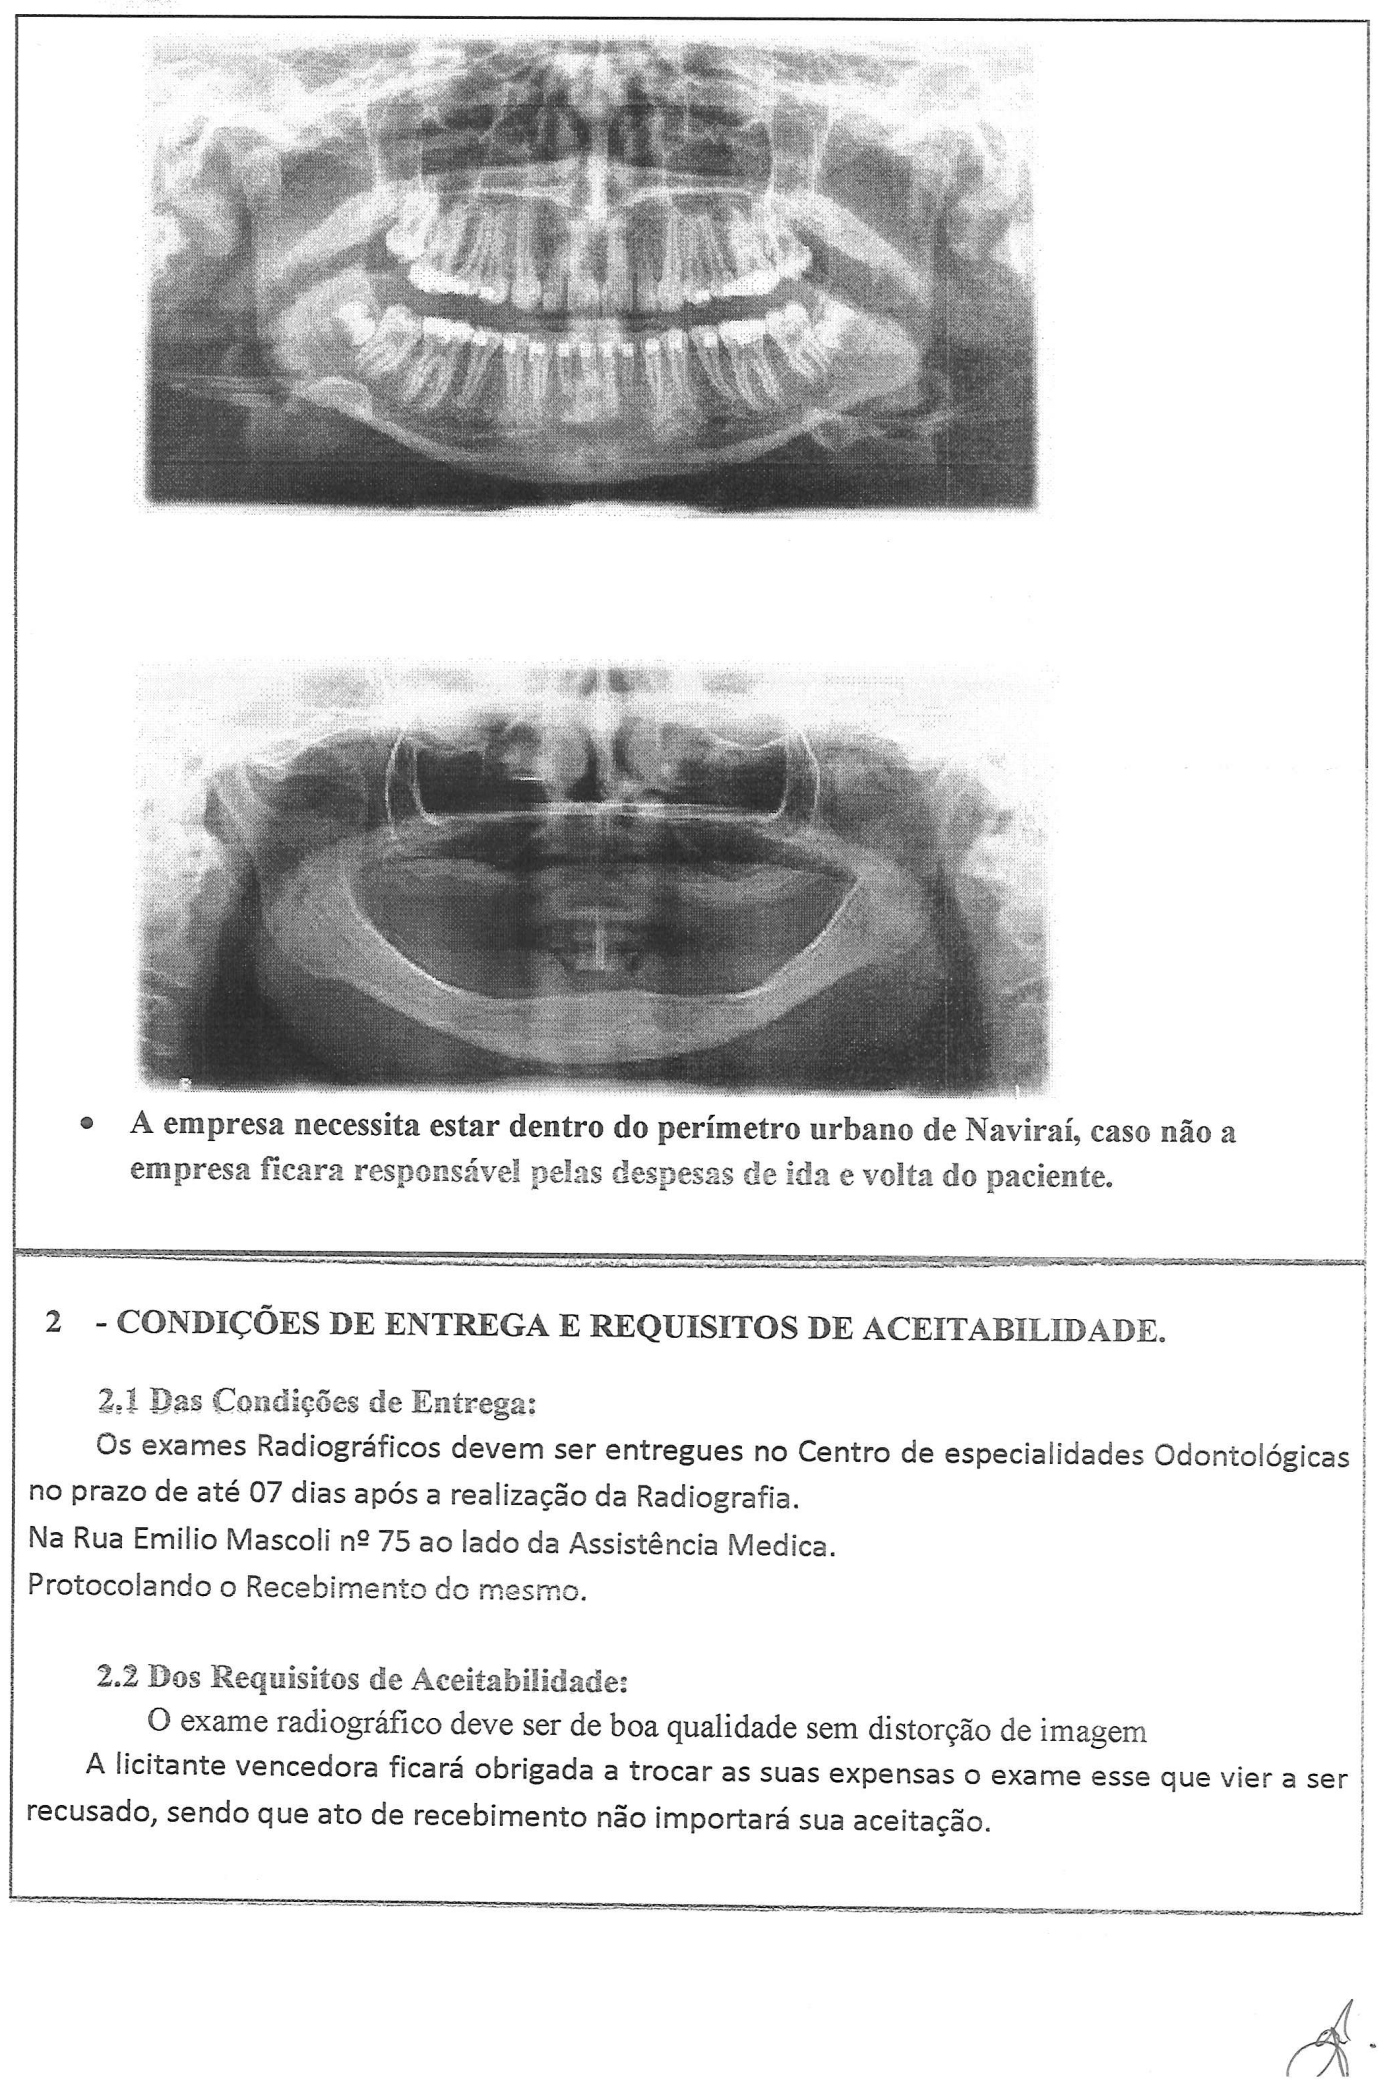 • A empresa necessita estar dentro do perímetro urbano de Naviraí, caso não a
empresa ficara responsável pelas despesas de ida e volta do paciente.
2 - CONDIÇÕES DE ENTREGA E REQUISITOS DE ACEITABILIDADE.
2.1 Das Condições de Entrega:
Os exames Radiográficos devem ser entregues no Centro de especialidades Odontológicas
no prazo de até 07 dias após a realização da Radiografia.
Na Rua Emilio Mascoli nº 75 ao lado da Assistência Medica.
Protocolando o Recebimento do mesmo.
2.2 Dos Requisitos de Aceitabilidade:
O exame radiográfico deve ser de boa qualidade sem distorção de imagem
A licitante vencedora ficará obrigada a trocar as suas expensas o exame esse que vier a ser
recusado, sendo que ato de recebimento não importará sua aceitação.